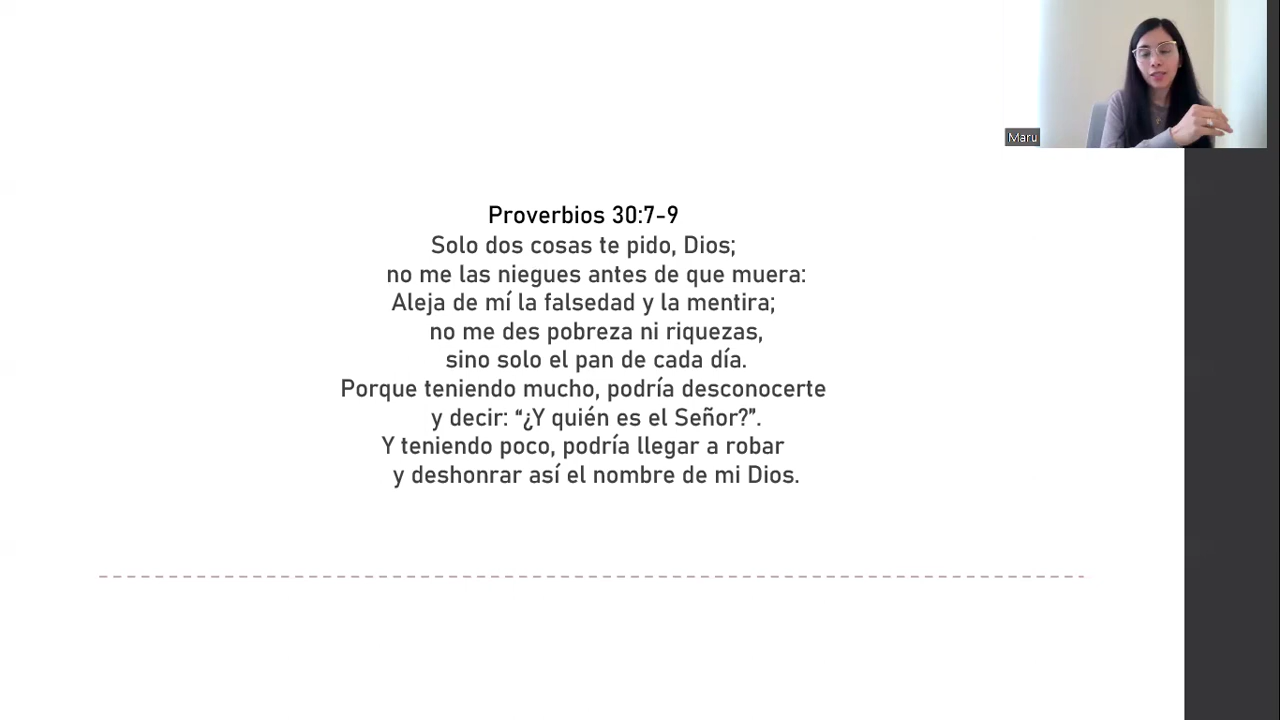 Maru
Proverbios 30:7-9
Solo dos cosas te pido, Dios;
no me las niegues antes de que muera:
Aleja de mí la falsedad y la mentira;
no me des pobreza ni riquezas,
sino solo el pan de cada día.
Porque teniendo mucho, podría desconocerte
y decir: “¿Y quién es el Señor?”.
Y teniendo poco, podría llegar a robar
y deshonrar así el nombre de mi Dios.